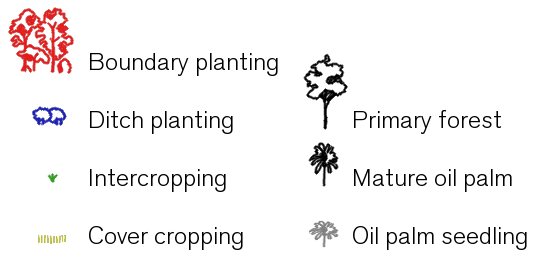 Boundary planting
Ditch planting
Intercropping
Cover cropping
Primary forest
Mature oil palm
Oil palm seedling